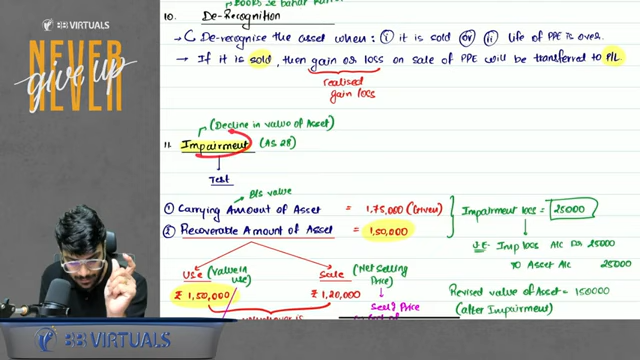 BB VIRTUALS
NEVER
give up
NEVER
Books se bahar
10. De-Recognition
De-recognise the asset when: (i) it is sold (or) (ii) life of PPE is over.
→ If it is sold, then gain or loss on sale of PPE will be transferred to P/L
realised
gain loss
(Decline in value of Asset)
11. Impairment (AS 28)
Test
B/s value
① Carrying Amount of Asset = 1,75,000 (Given)
② Recoverable Amount of Asset = 1,50,000
Impairment loss = 25000
J.E. Imp loss A/c Dr 25000
To Asset A/c 25000
Use (Value in use)
Sale (Net Selling Price)
₹ 1,50,000
₹ 1,20,000
Selling Price
Revised value of Asset = 150000
(after Impairment)
BB VIRTUALS